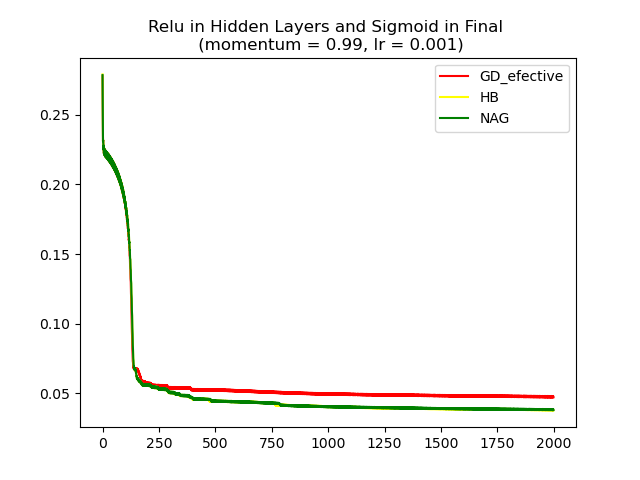 Relu in Hidden Layers and Sigmoid in Final
(momentum = 0.99, lr = 0.001)
GD_efective
HB
NAG
0.25
0.20
0.15
0.10
0.05
0 250 500 750 1000 1250 1500 1750 2000